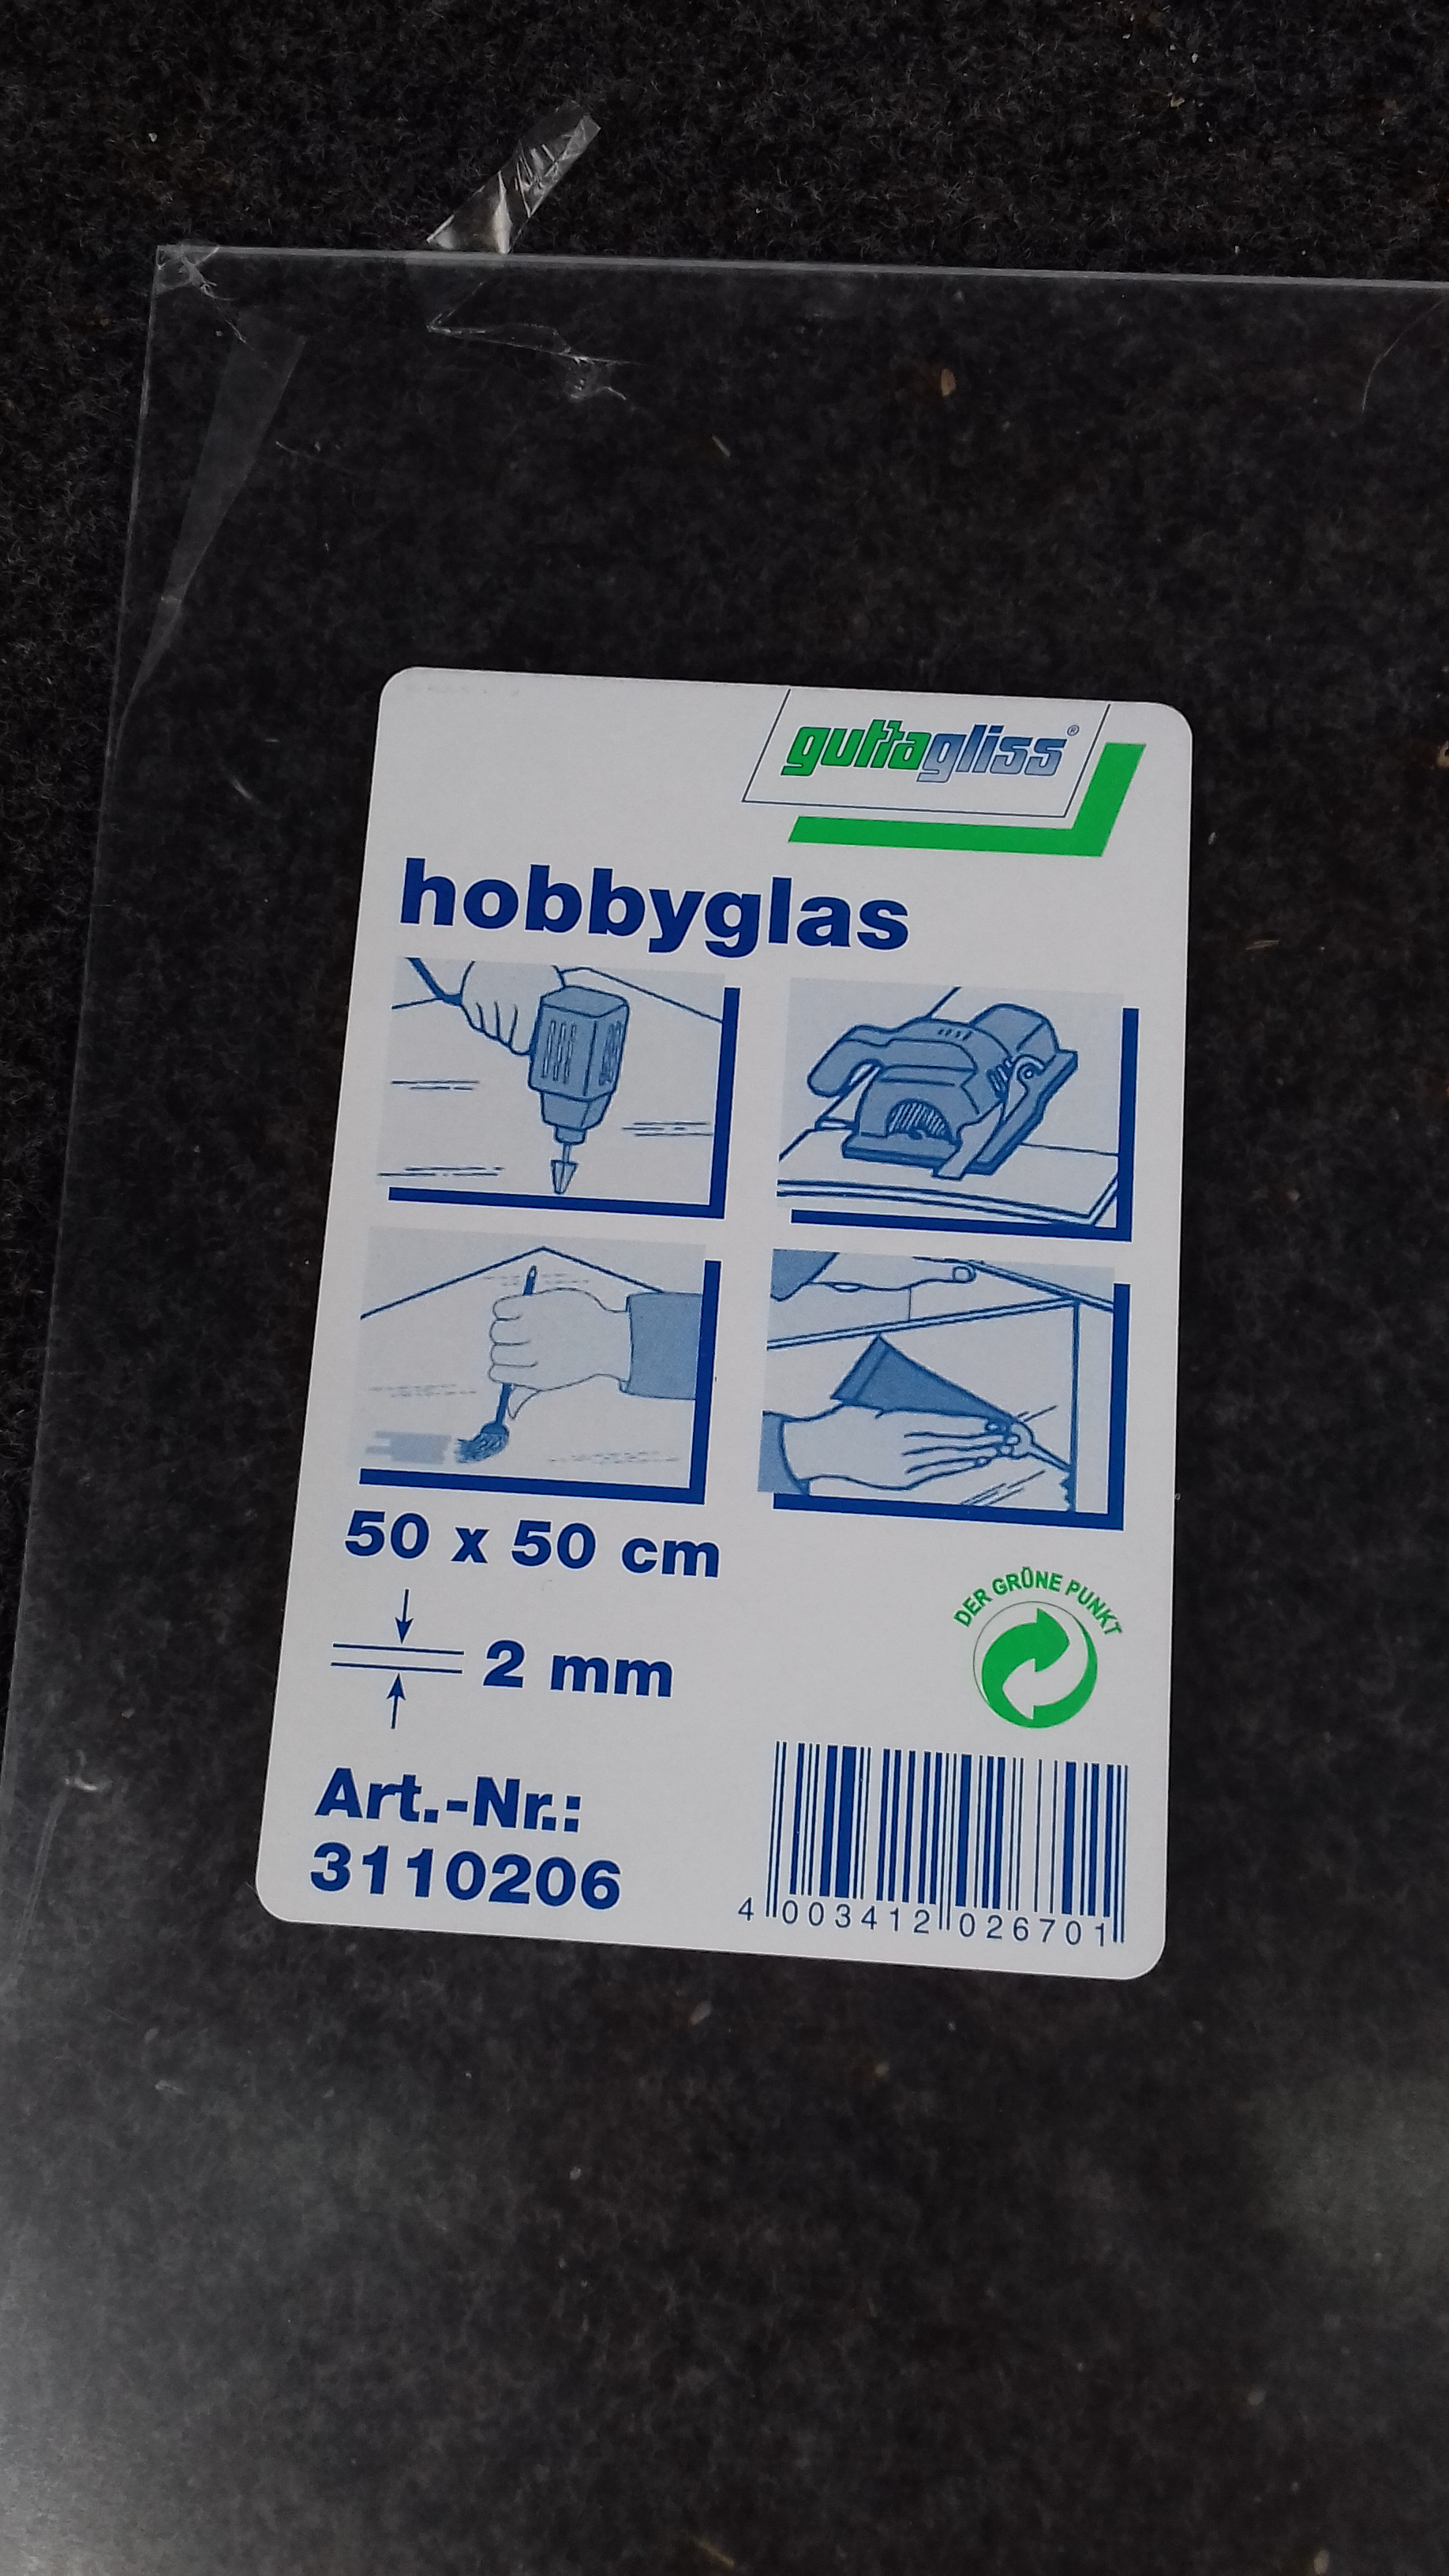 guttagliss®
hobbyglas
50 x 50 cm
2 mm
DER GRÜNE PUNKT
Art.-Nr.:
3110206
4 003412 026701